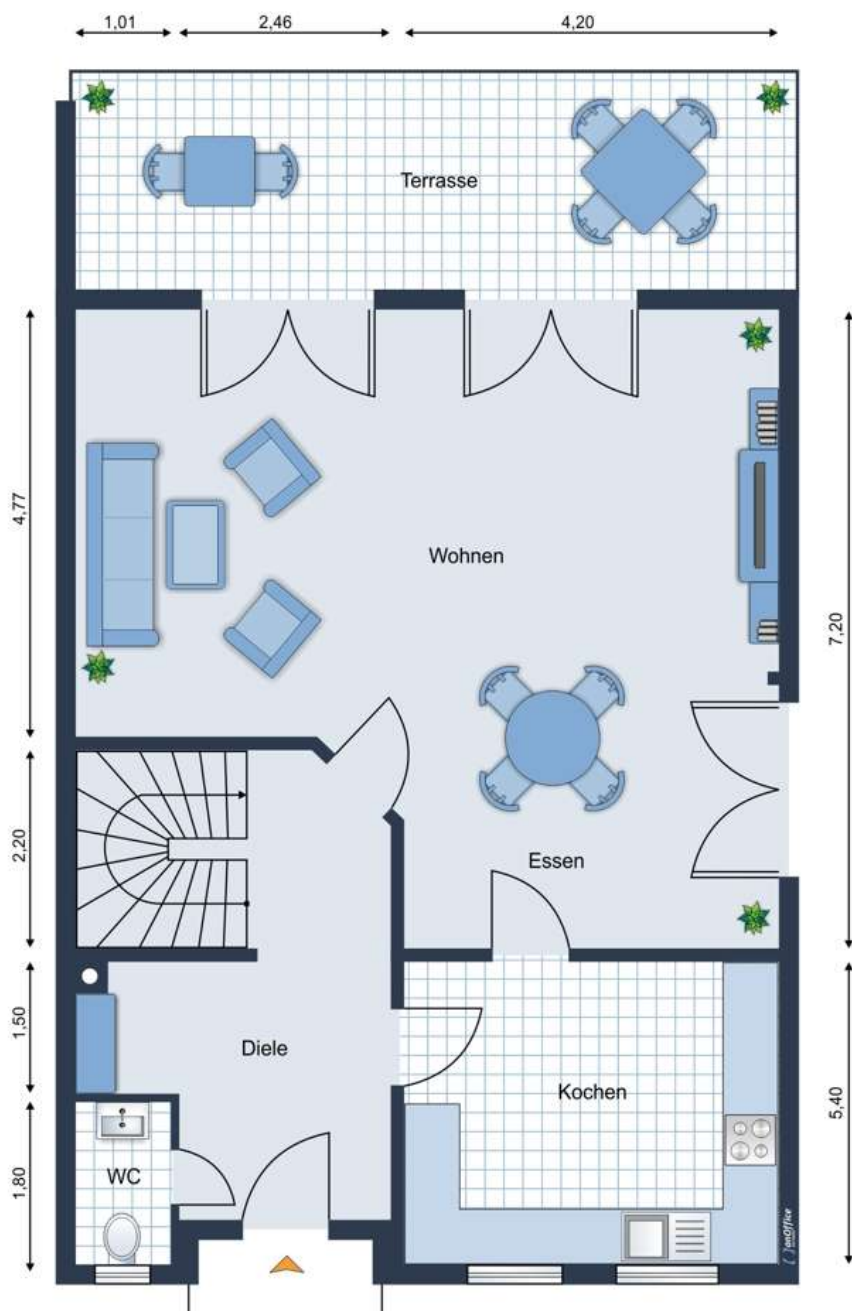 1,01
2,46
4,20
Terrasse
4,77
Wohnen
7,20
2,20
Essen
1,50
Diele
Kochen
5,40
1,80
WC
onOffice